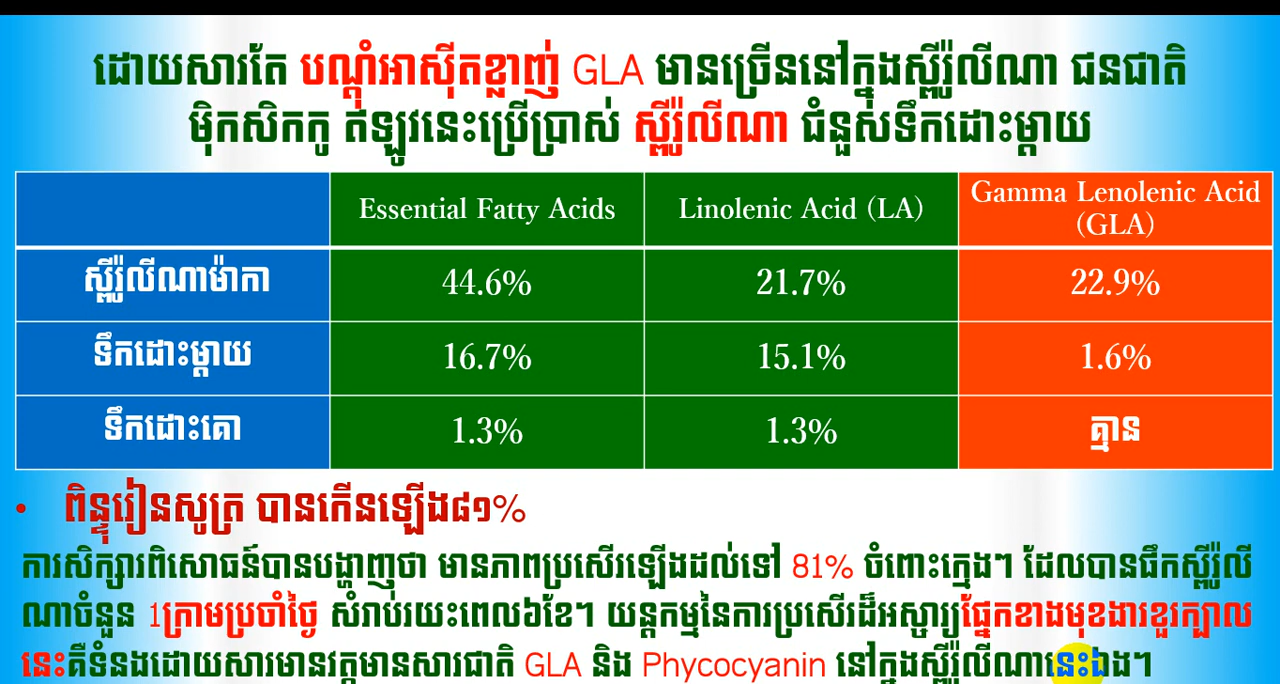 ដោយសារតែ បណ្តុំអាស៊ីតខ្លាញ់ GLA មានច្រើននៅក្នុងស្ពីរ៉ូលីណា ជនជាតិ
ម៉ិកសិកកូ ឥឡូវនេះប្រើប្រាស់ ស្ពីរ៉ូលីណា ជំនួសទឹកដោះម្តាយ
Essential Fatty Acids
Linolenic Acid (LA)
Gamma Lenolenic Acid
(GLA)
ស្ពីរ៉ូលីណាម៉ាកា
44.6%
21.7%
22.9%
ទឹកដោះម្តាយ
16.7%
15.1%
1.6%
ទឹកដោះគោ
1.3%
1.3%
គ្មាន
• ពិន្ទុរៀនសូត្រ បានកើនឡើង៨១%
ការសិក្សារពិសោធន៍បានបង្ហាញថា មានភាពប្រសើរឡើងដល់ទៅ 81% ចំពោះក្មេងៗ ដែលបានផឹកស្ពីរ៉ូលី
ណាចំនួន 1ក្រាមប្រចាំថ្ងៃ សំរាប់រយះពេល៦ខែ។ យន្តកម្មនៃការប្រសើរដ៏អស្ចារ្យផ្នែកខាងមុខងារខួរក្បាល
នេះគឺទំនងដោយសារមានវត្តមានសារជាតិ GLA និង Phycocyanin នៅក្នុងស្ពីរ៉ូលីណានេះឯង។